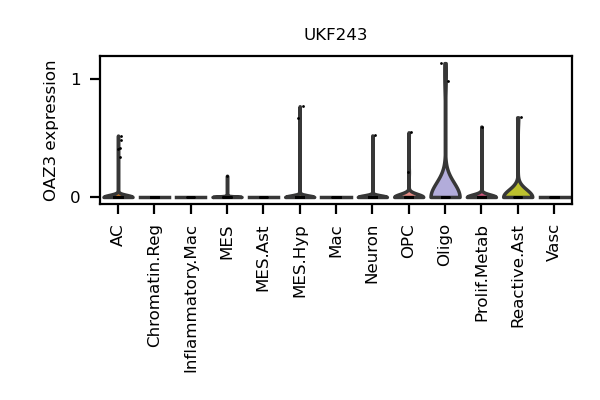 UKF243
OAZ3 expression
1
0
AC
Chromatin.Reg
Inflammatory.Mac
MES
MES.Ast
MES.Hyp
Mac
Neuron
OPC
Oligo
Prolif.Metab
Reactive.Ast
Vasc